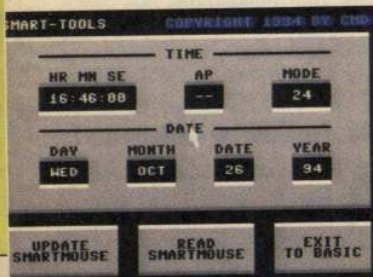 SMART-TOOLS COPYRIGHT 1994 BY CMD
TIME
HR MN SE AP MODE
16:46:00 -- 24
DATE
DAY MONTH DATE YEAR
WED OCT 26 94
UPDATE SMARTMOUSE
READ SMARTMOUSE
EXIT TO BASIC